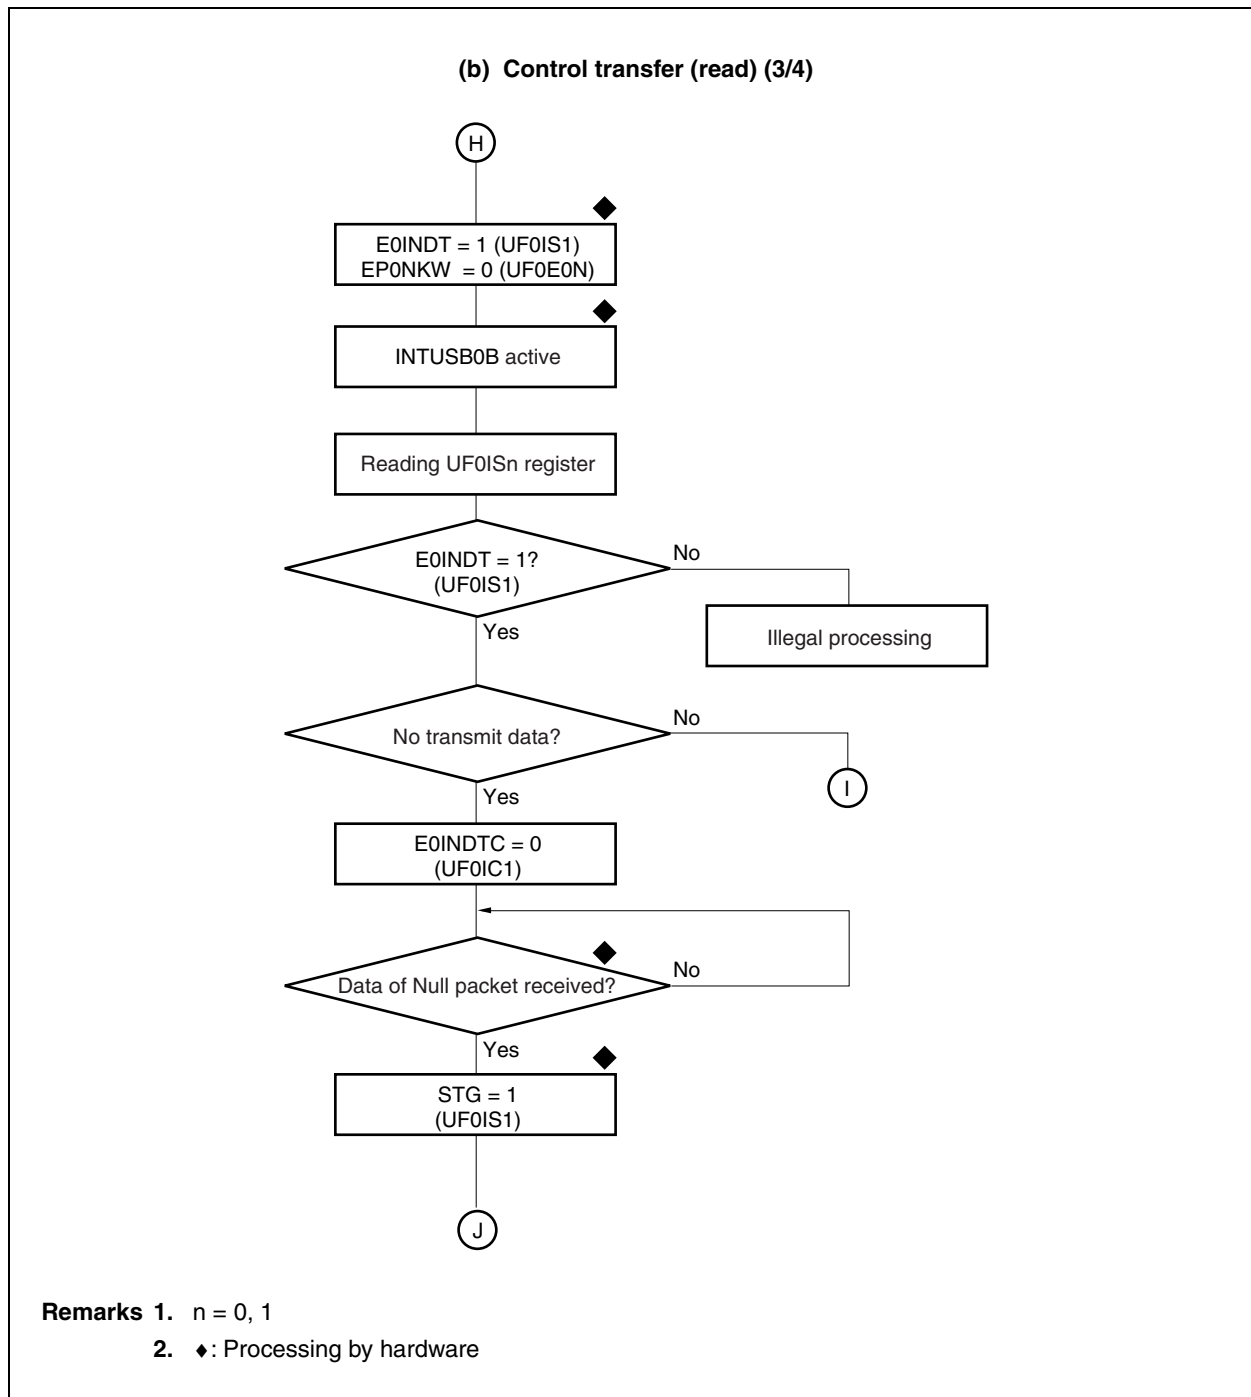 (b) Control transfer (read) (3/4)
H
E0INDT = 1 (UF0IS1)
EP0NKW = 0 (UF0E0N)
INTUSB0B active
Reading UF0ISn register
E0INDT = 1?
(UF0IS1)
No
Illegal processing
Yes
No transmit data?
No
I
Yes
E0INDTC = 0
(UF0IC1)
Data of Null packet received?
No
Yes
STG = 1
(UF0IS1)
J
Remarks 1. n = 0, 1
2. ♦: Processing by hardware